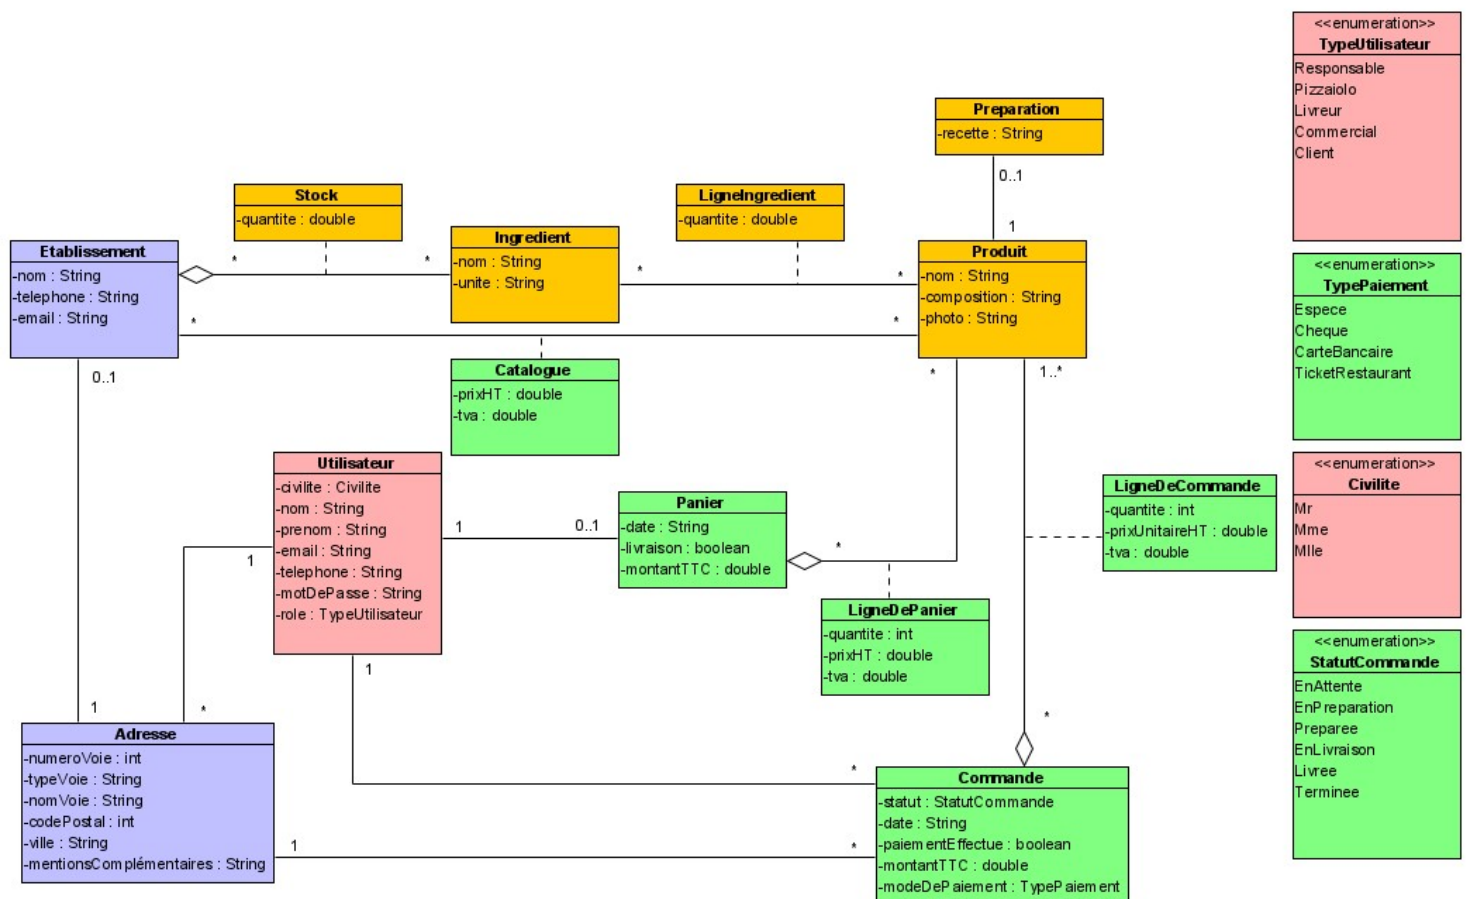 <<enumeration>>
TypeUtilisateur
Responsable
Pizzaiolo
Livreur
Commercial
Client
Preparation
-recette : String
0..1
1
Stock
-quantite : double
LigneIngredient
-quantite : double
Etablissement
-nom : String
-telephone : String
-email : String
*
*
Ingredient
-nom : String
-unite : String
*
*
Produit
-nom : String
-composition : String
-photo : String
*
*
<<enumeration>>
TypePaiement
Espece
Cheque
CarteBancaire
TicketRestaurant
0..1
Catalogue
-prixHT : double
-tva : double
*
1..*
Utilisateur
-civilite : Civilite
-nom : String
-prenom : String
-email : String
-telephone : String
-motDePasse : String
-role : TypeUtilisateur
1
0..1
Panier
-date : String
-livraison : boolean
-montantTTC : double
*
LigneDeCommande
-quantite : int
-prixUnitaireHT : double
-tva : double
<<enumeration>>
Civilite
Mr
Mme
Mlle
1
LigneDePanier
-quantite : int
-prixHT : double
-tva : double
<<enumeration>>
StatutCommande
EnAttente
EnPreparation
Preparee
EnLivraison
Livree
Terminee
1
1
*
*
Adresse
-numeroVoie : int
-typeVoie : String
-nomVoie : String
-codePostal : int
-ville : String
-mentionsComplémentaires : String
*
1
*
Commande
-statut : StatutCommande
-date : String
-paiementEffectue : boolean
-montantTTC : double
-modeDePaiement : TypePaiement